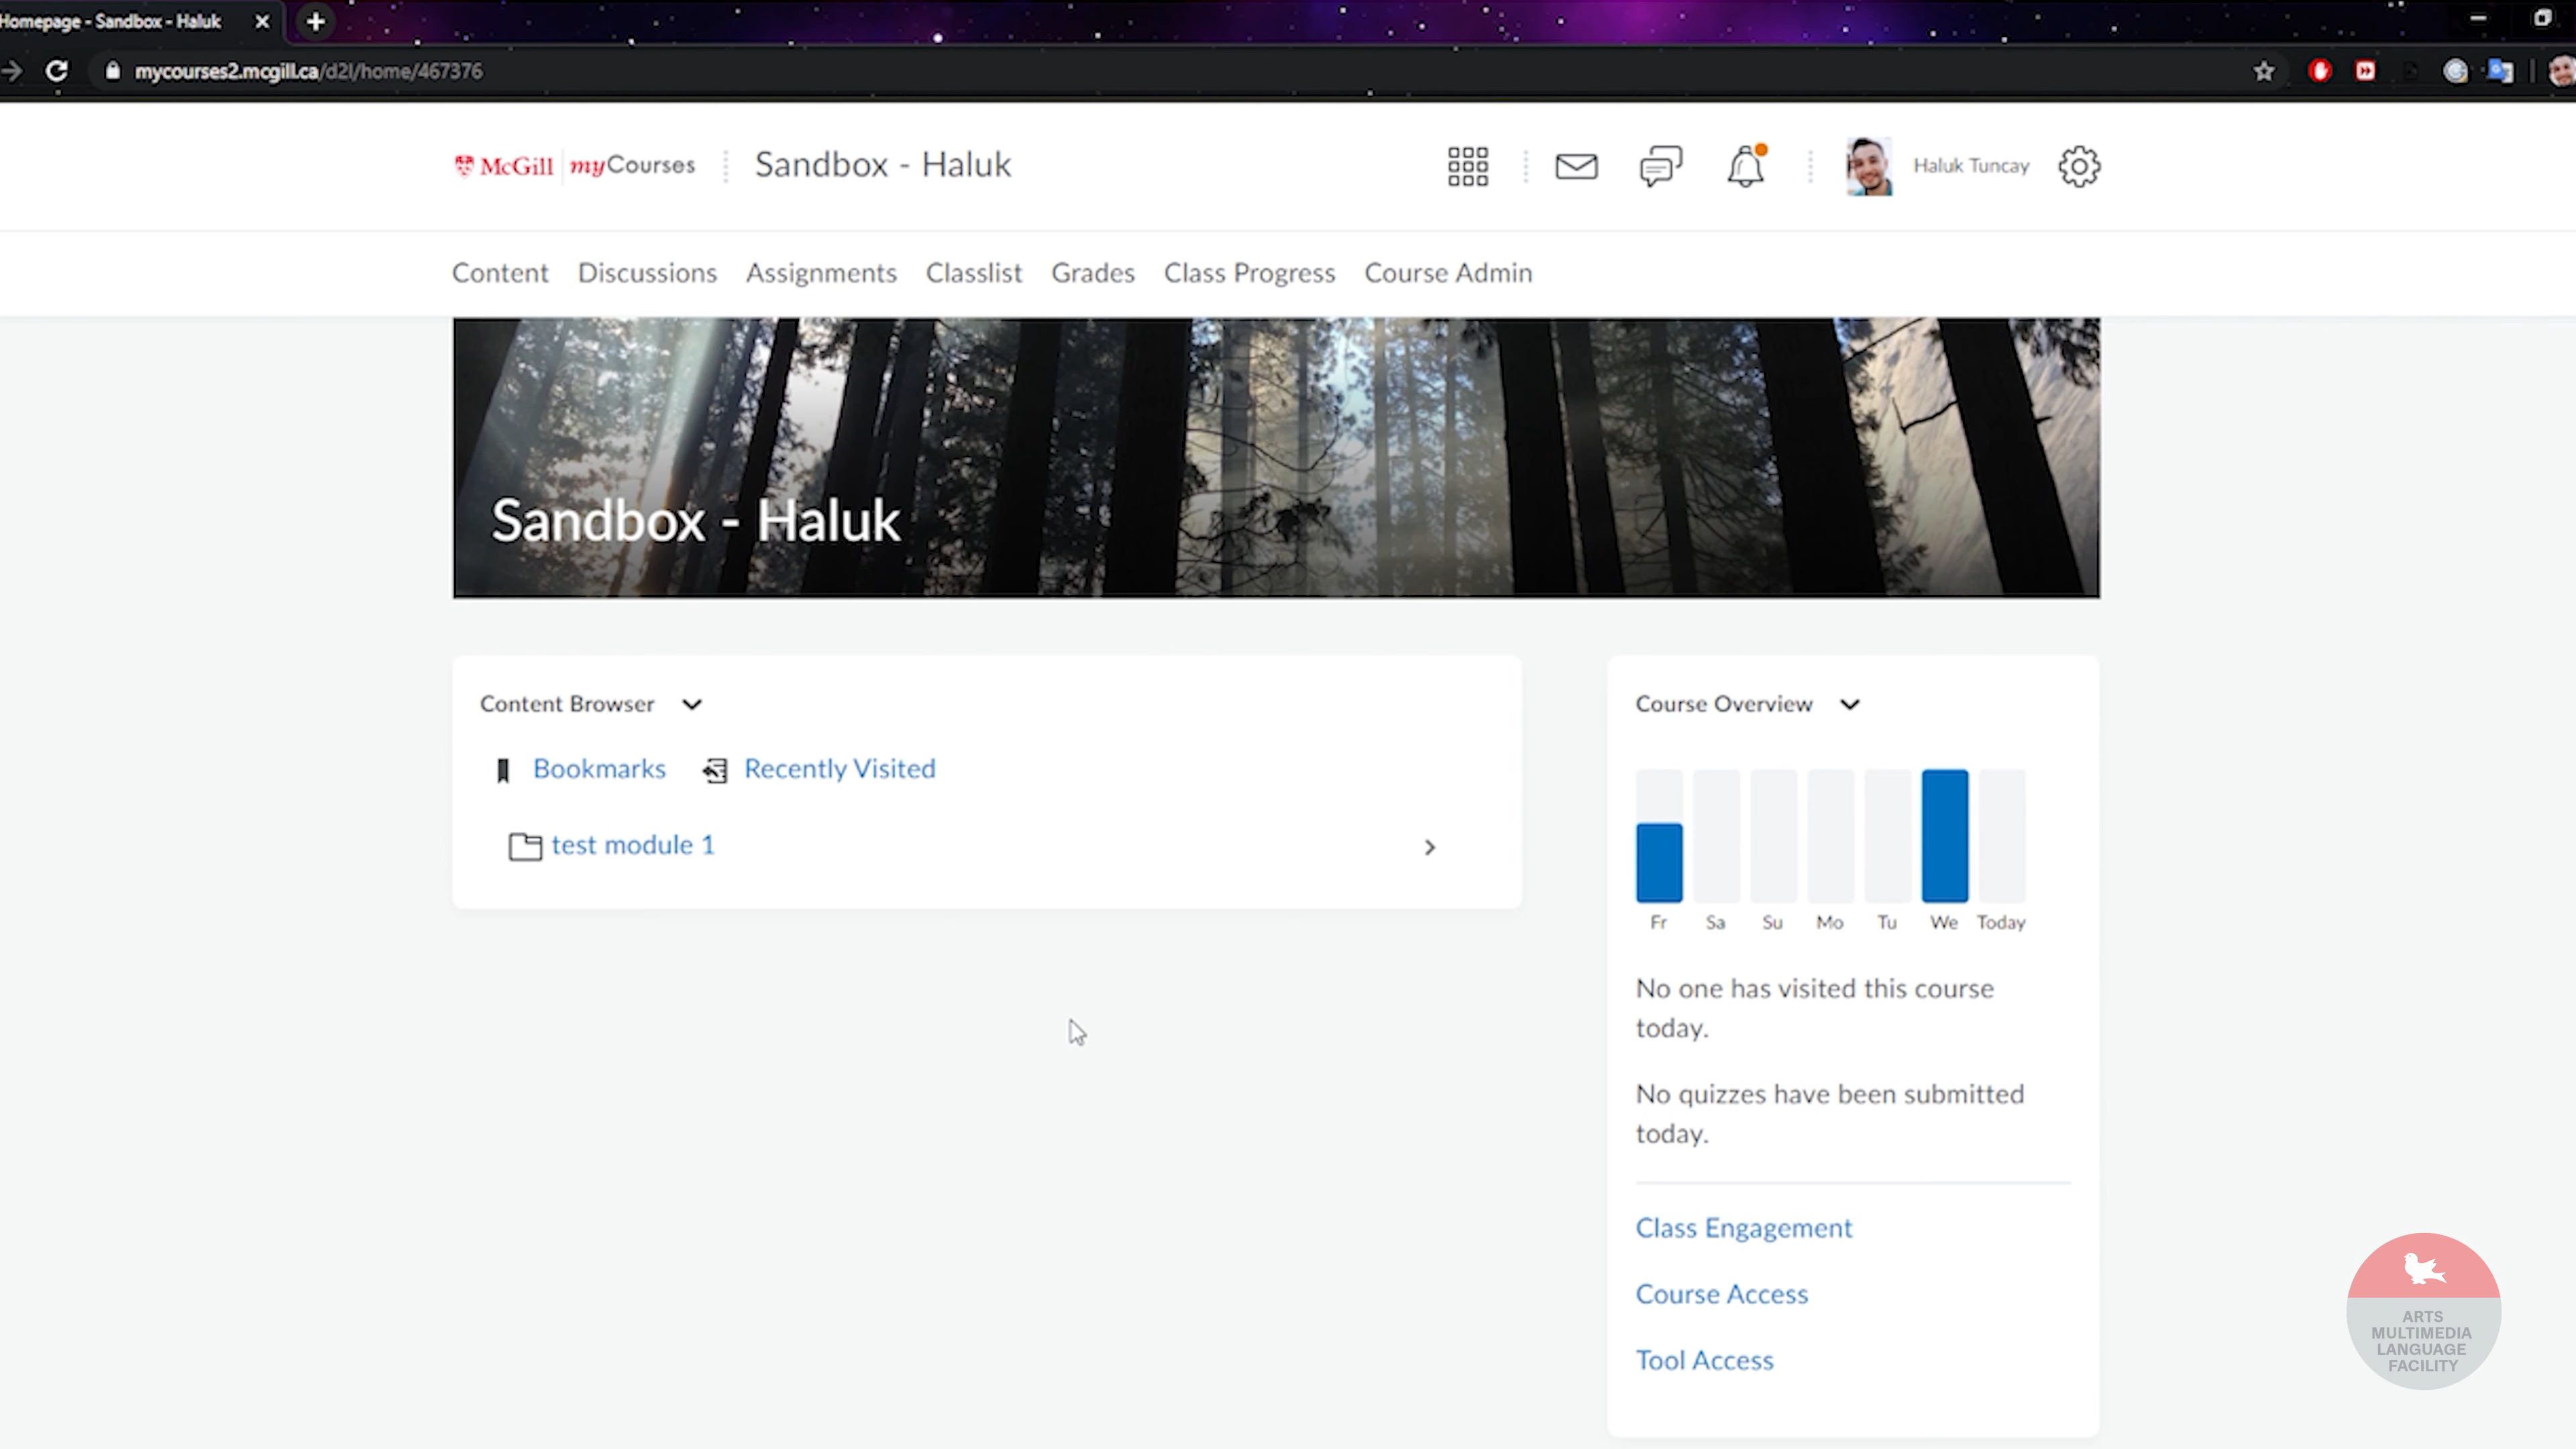 Homepage - Sandbox - Haluk
mycourses2.mcgill.ca/d2l/home/467376
McGill myCourses Sandbox - Haluk Haluk Tuncay
Content Discussions Assignments Classlist Grades Class Progress Course Admin
Sandbox - Haluk
Content Browser
Bookmarks Recently Visited
test module 1
Course Overview
Fr Sa Su Mo Tu We Today
No one has visited this course
today.
No quizzes have been submitted
today.
Class Engagement
Course Access
Tool Access
ARTS
MULTIMEDIA
LANGUAGE
FACILITY